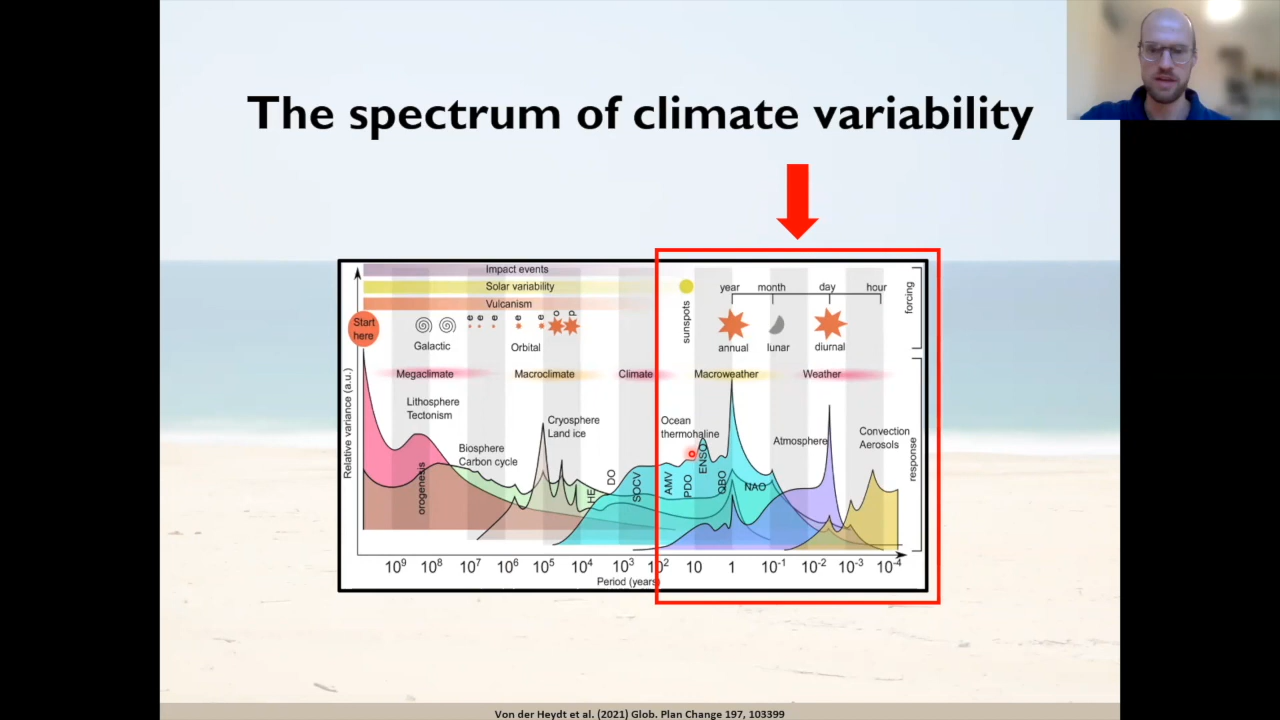 The spectrum of climate variability
Impact events
Solar variability
Vulcanism
sunspots
year month day hour
forcing
Start
here
e e e e e o p
Galactic
Orbital
annual lunar diurnal
Megaclimate Macroclimate Climate Macroweather Weather
Relative variance (a.u.)
Lithosphere
Tectonism
Biosphere
Carbon cycle
Cryosphere
Land ice
Ocean
thermohaline
Atmosphere
Convection
Aerosols
response
orogenesis
HE
DO
SOCV
AMV
PDO
ENSO
QBO
NAO
10⁹ 10⁸ 10⁷ 10⁶ 10⁵ 10⁴ 10³ 10² 10 1 10⁻¹ 10⁻² 10⁻³ 10⁻⁴
Period (years)
Von der Heydt et al. (2021) Glob. Plan Change 197, 103399